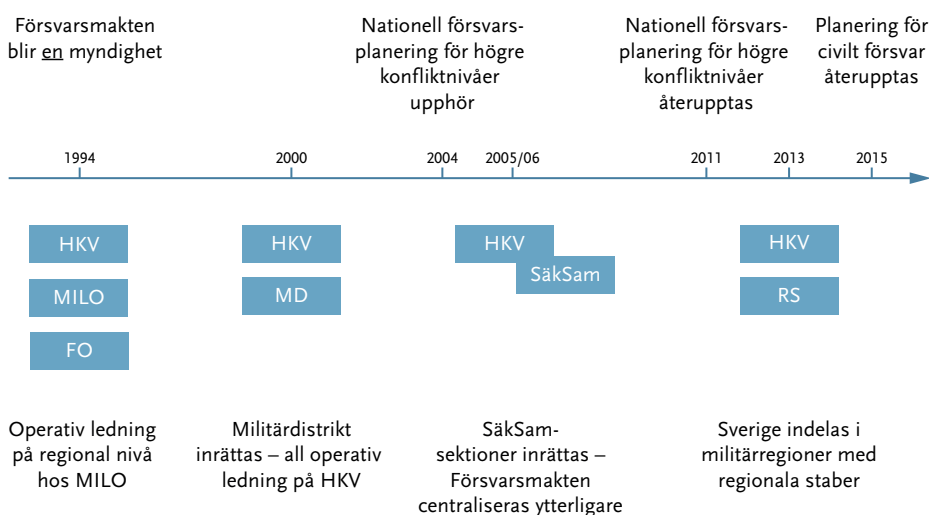 Försvarsmakten
blir en myndighet
Nationell försvars-
planering för högre
konfliktnivåer
upphör
Nationell försvars-
planering för högre
konfliktnivåer
återupptas
Planering för
civilt försvar
återupptas
1994
2000
2004
2005/06
2011
2013
2015
HKV
MILO
FO
HKV
MD
HKV
SäkSam
HKV
RS
Operativ ledning
på regional nivå
hos MILO
Militärdistrikt
inrättas – all operativ
ledning på HKV
SäkSam-
sektioner inrättas –
Försvarsmakten
centraliseras ytterligare
Sverige indelas i
militärregioner med
regionala staber